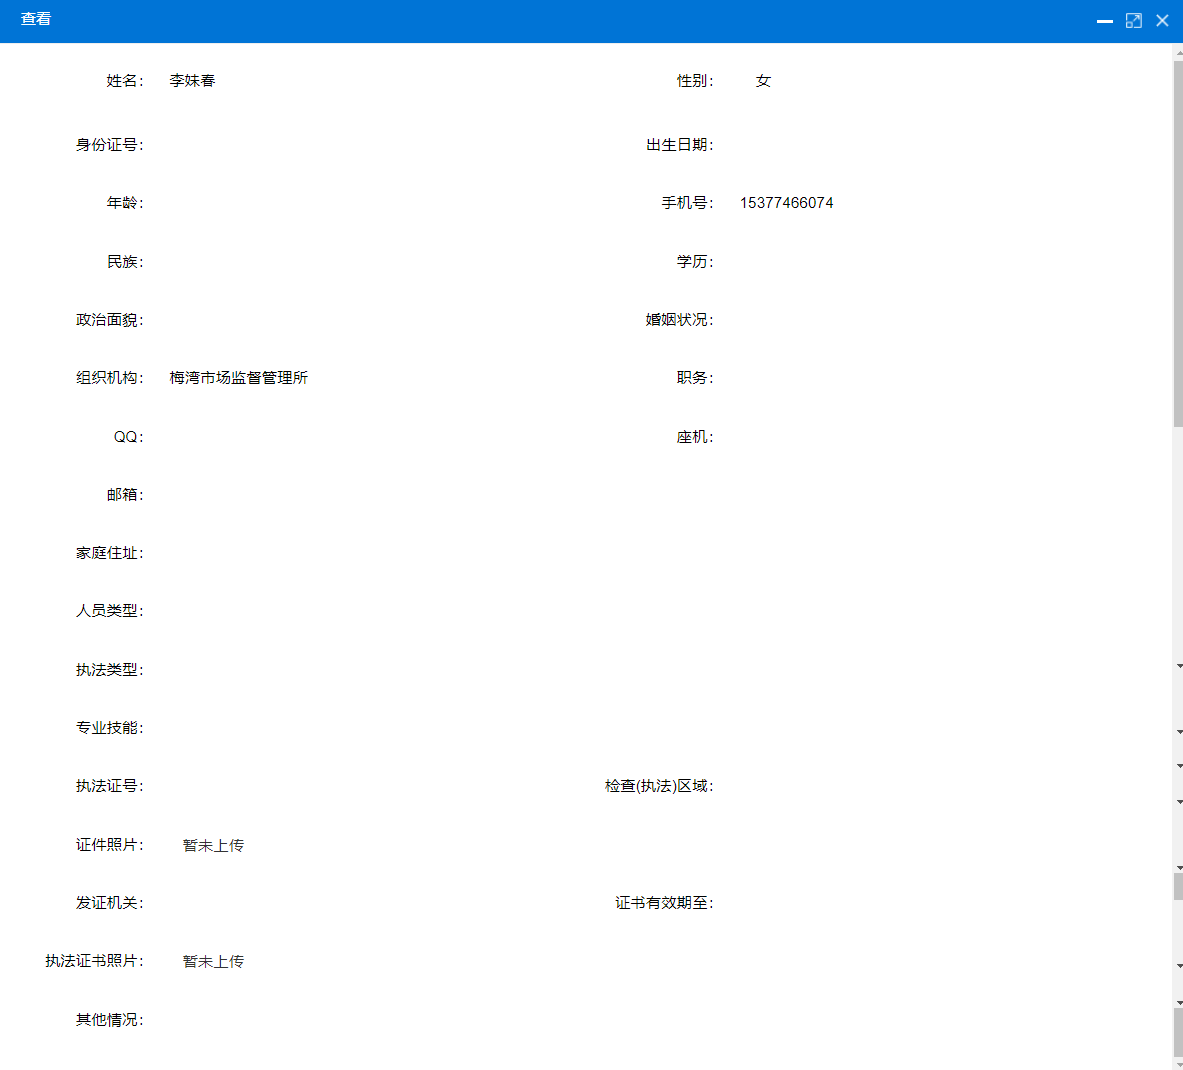 查看
姓名： 李妹春 性别： 女
身份证号： 出生日期：
年龄： 手机号： 15377466074
民族： 学历：
政治面貌： 婚姻状况：
组织机构： 梅湾市场监督管理所 职务：
QQ： 座机：
邮箱：
家庭住址：
人员类型：
执法类型：
专业技能：
执法证号： 检查(执法)区域：
证件照片： 暂未上传
发证机关： 证书有效期至：
执法证书照片： 暂未上传
其他情况：